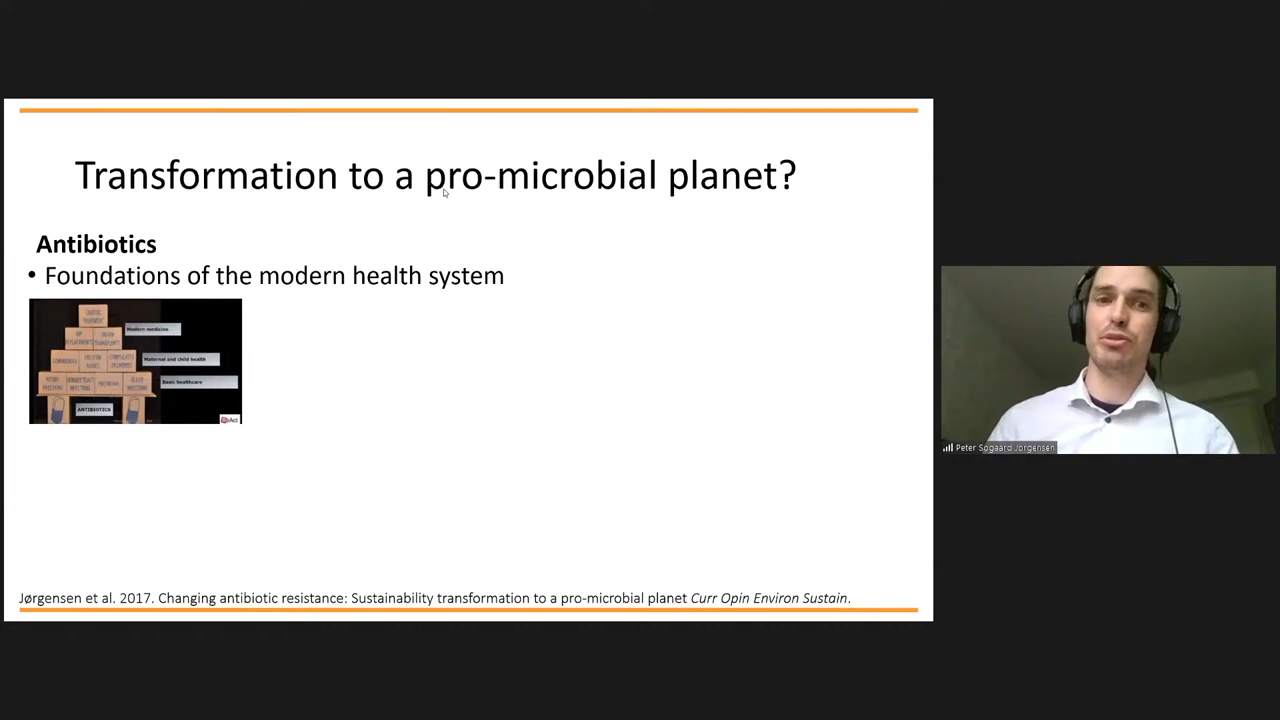 Transformation to a pro-microbial planet?
Antibiotics
• Foundations of the modern health system
Modern medicine
Maternal and child health
Basic healthcare
ANTIBIOTICS
Jørgensen et al. 2017. Changing antibiotic resistance: Sustainability transformation to a pro-microbial planet Curr Opin Environ Sustain.
Peter Sogaard Jorgensen